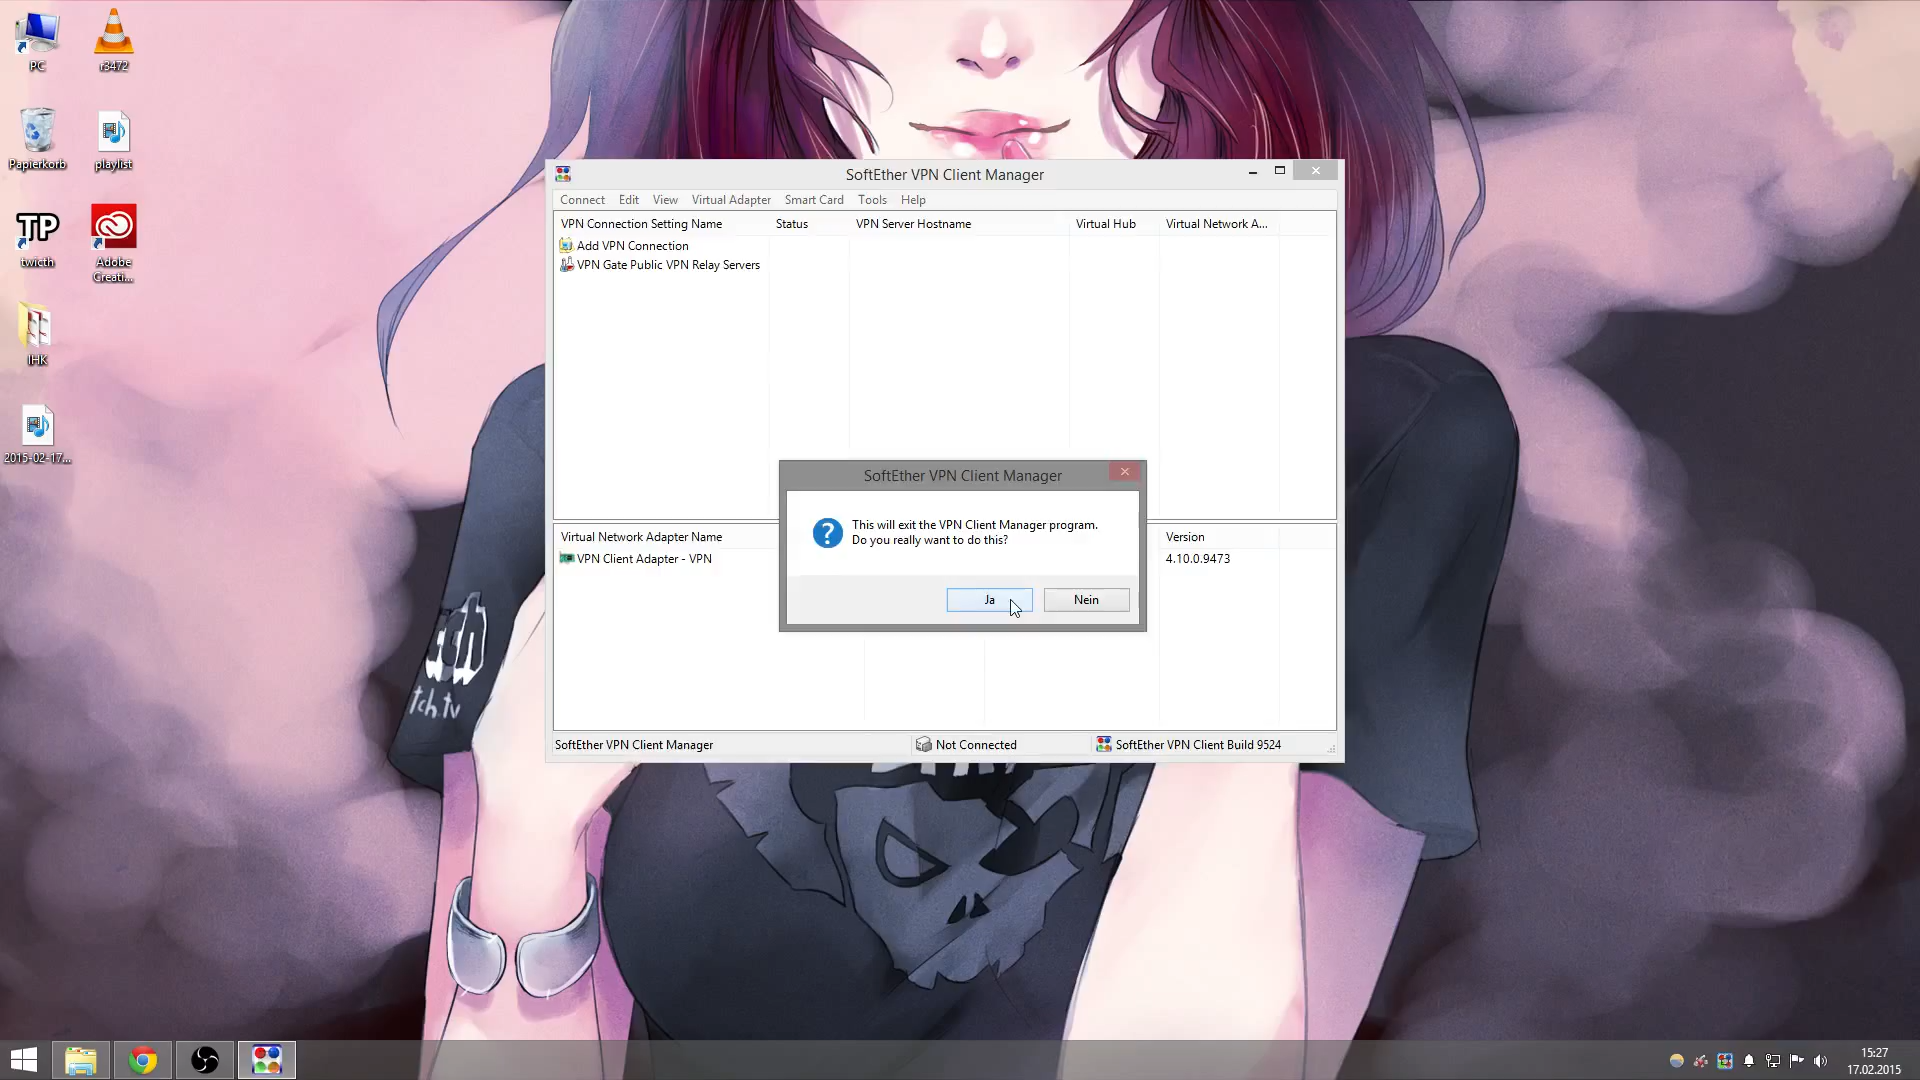 PC
r3472
Papierkorb
playlist
TP
twicth
Adobe
Creati...
IHK
2015-02-17...
SoftEther VPN Client Manager
Connect Edit View Virtual Adapter Smart Card Tools Help
VPN Connection Setting Name Status VPN Server Hostname Virtual Hub Virtual Network A...
Add VPN Connection
VPN Gate Public VPN Relay Servers
SoftEther VPN Client Manager
This will exit the VPN Client Manager program.
Do you really want to do this?
Ja Nein
Virtual Network Adapter Name Version
VPN Client Adapter - VPN 4.10.0.9473
SoftEther VPN Client Manager Not Connected SoftEther VPN Client Build 9524
tch.tv
15:27
17.02.2015